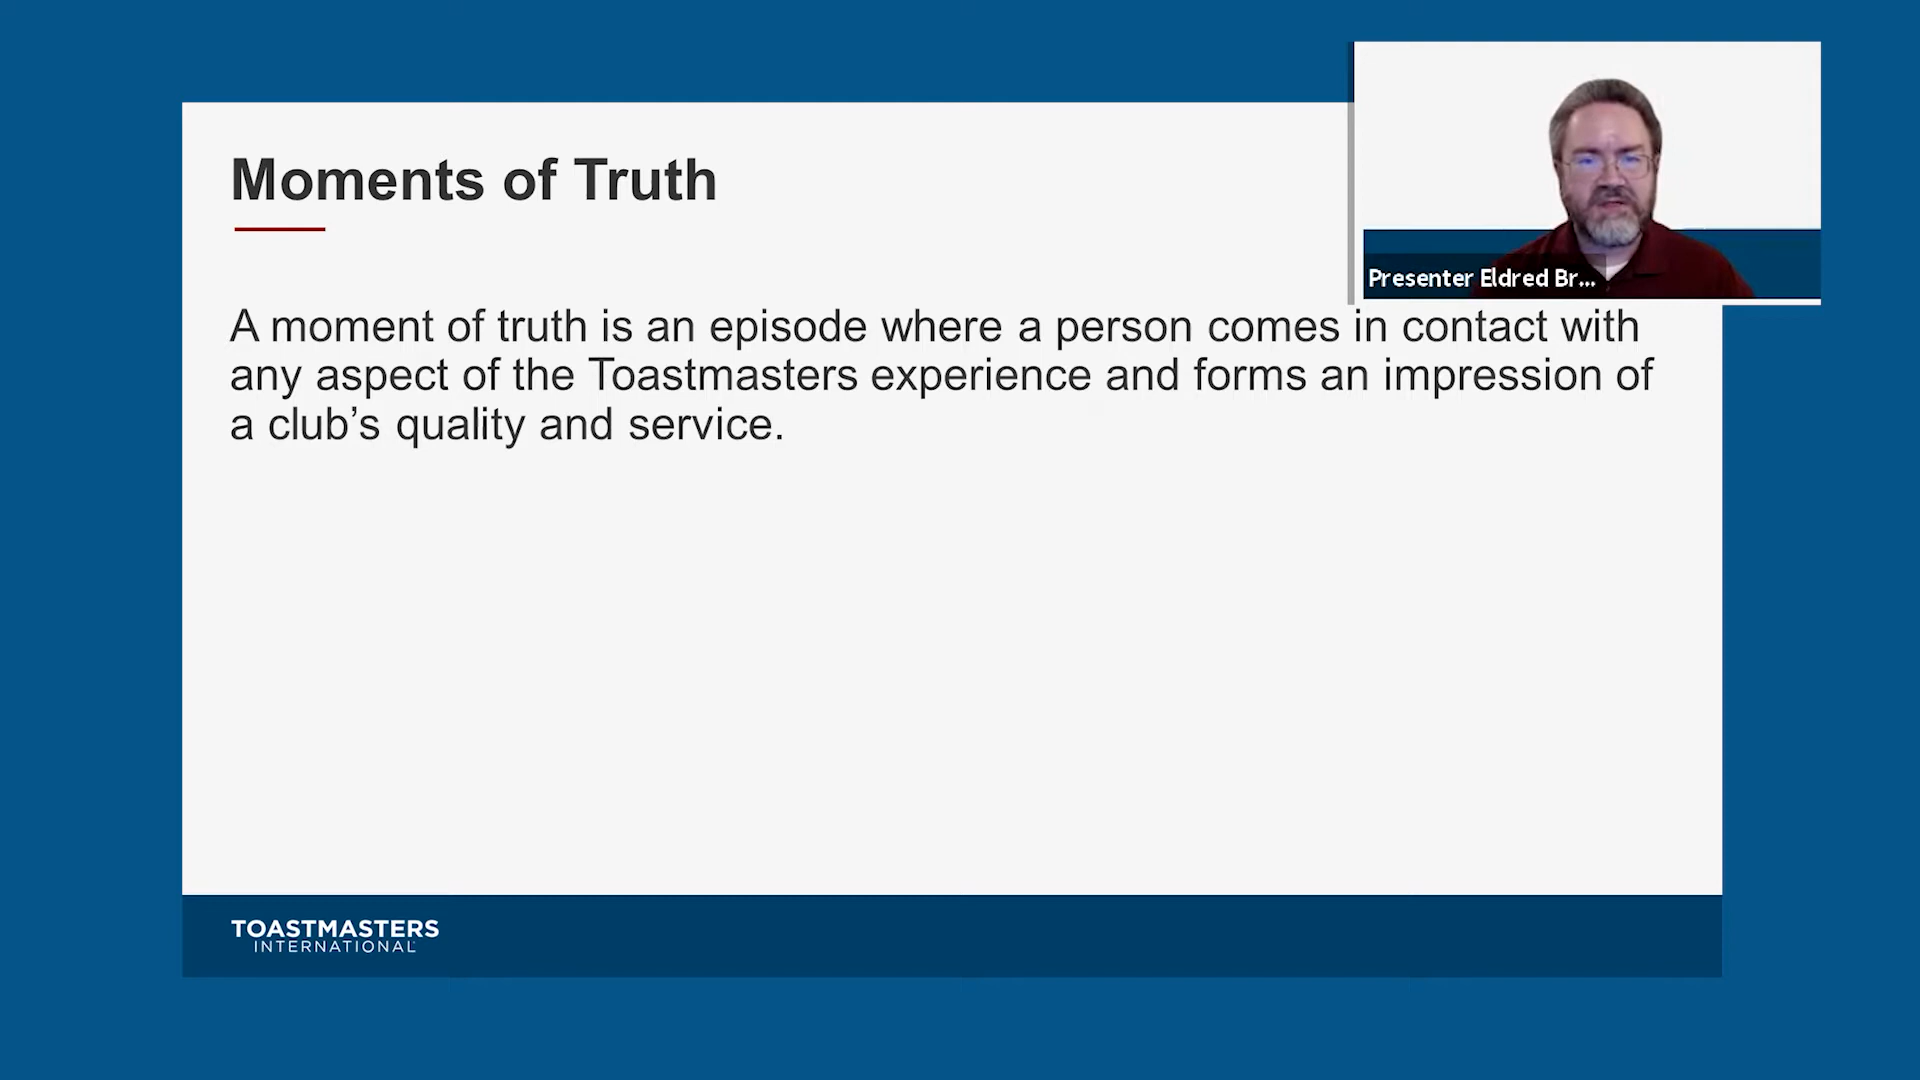 Moments of Truth
Presenter Eldred Br...
A moment of truth is an episode where a person comes in contact with
any aspect of the Toastmasters experience and forms an impression of
a club’s quality and service.
TOASTMASTERS
INTERNATIONAL